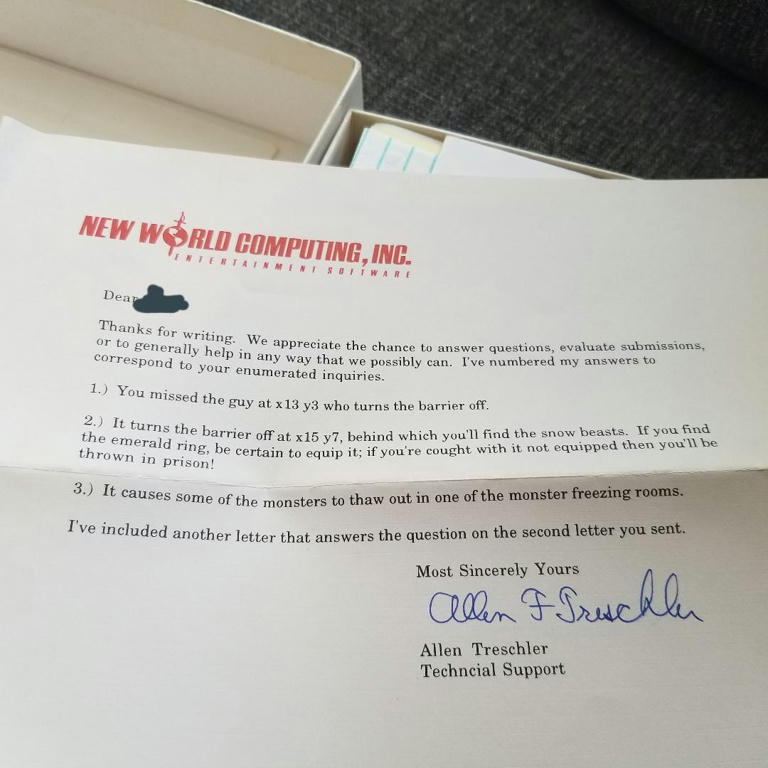 NEW WORLD COMPUTING, INC.
ENTERTAINMENT SOFTWARE
Dear
Thanks for writing. We appreciate the chance to answer questions, evaluate submissions,
or to generally help in any way that we possibly can. I've numbered my answers to
correspond to your enumerated inquiries.
1.) You missed the guy at x13 y3 who turns the barrier off.
2.) It turns the barrier off at x15 y7, behind which you'll find the snow beasts. If you find
the emerald ring, be certain to equip it; if you're cought with it not equipped then you'll be
thrown in prison!
3.) It causes some of the monsters to thaw out in one of the monster freezing rooms.
I've included another letter that answers the question on the second letter you sent.
Most Sincerely Yours
Allen F Treschler
Allen Treschler
Techncial Support